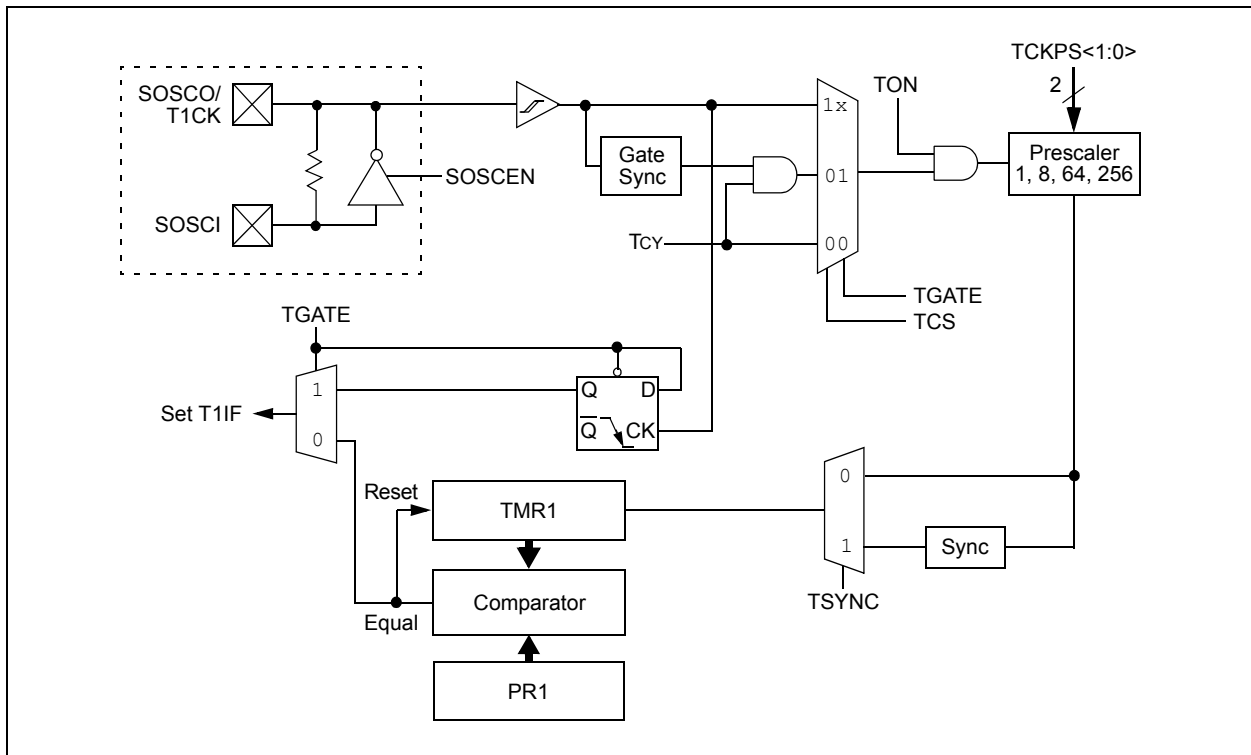 TCKPS<1:0>
2
SOSCO/
T1CK
TON
1x
Gate
Sync
Prescaler
1, 8, 64, 256
SOSCEN
01
SOSCI
TCY
00
TGATE
TCS
TGATE
1
Q
D
Set T1IF
Q
CK
0
0
Reset
TMR1
1
Sync
TSYNC
Comparator
Equal
PR1